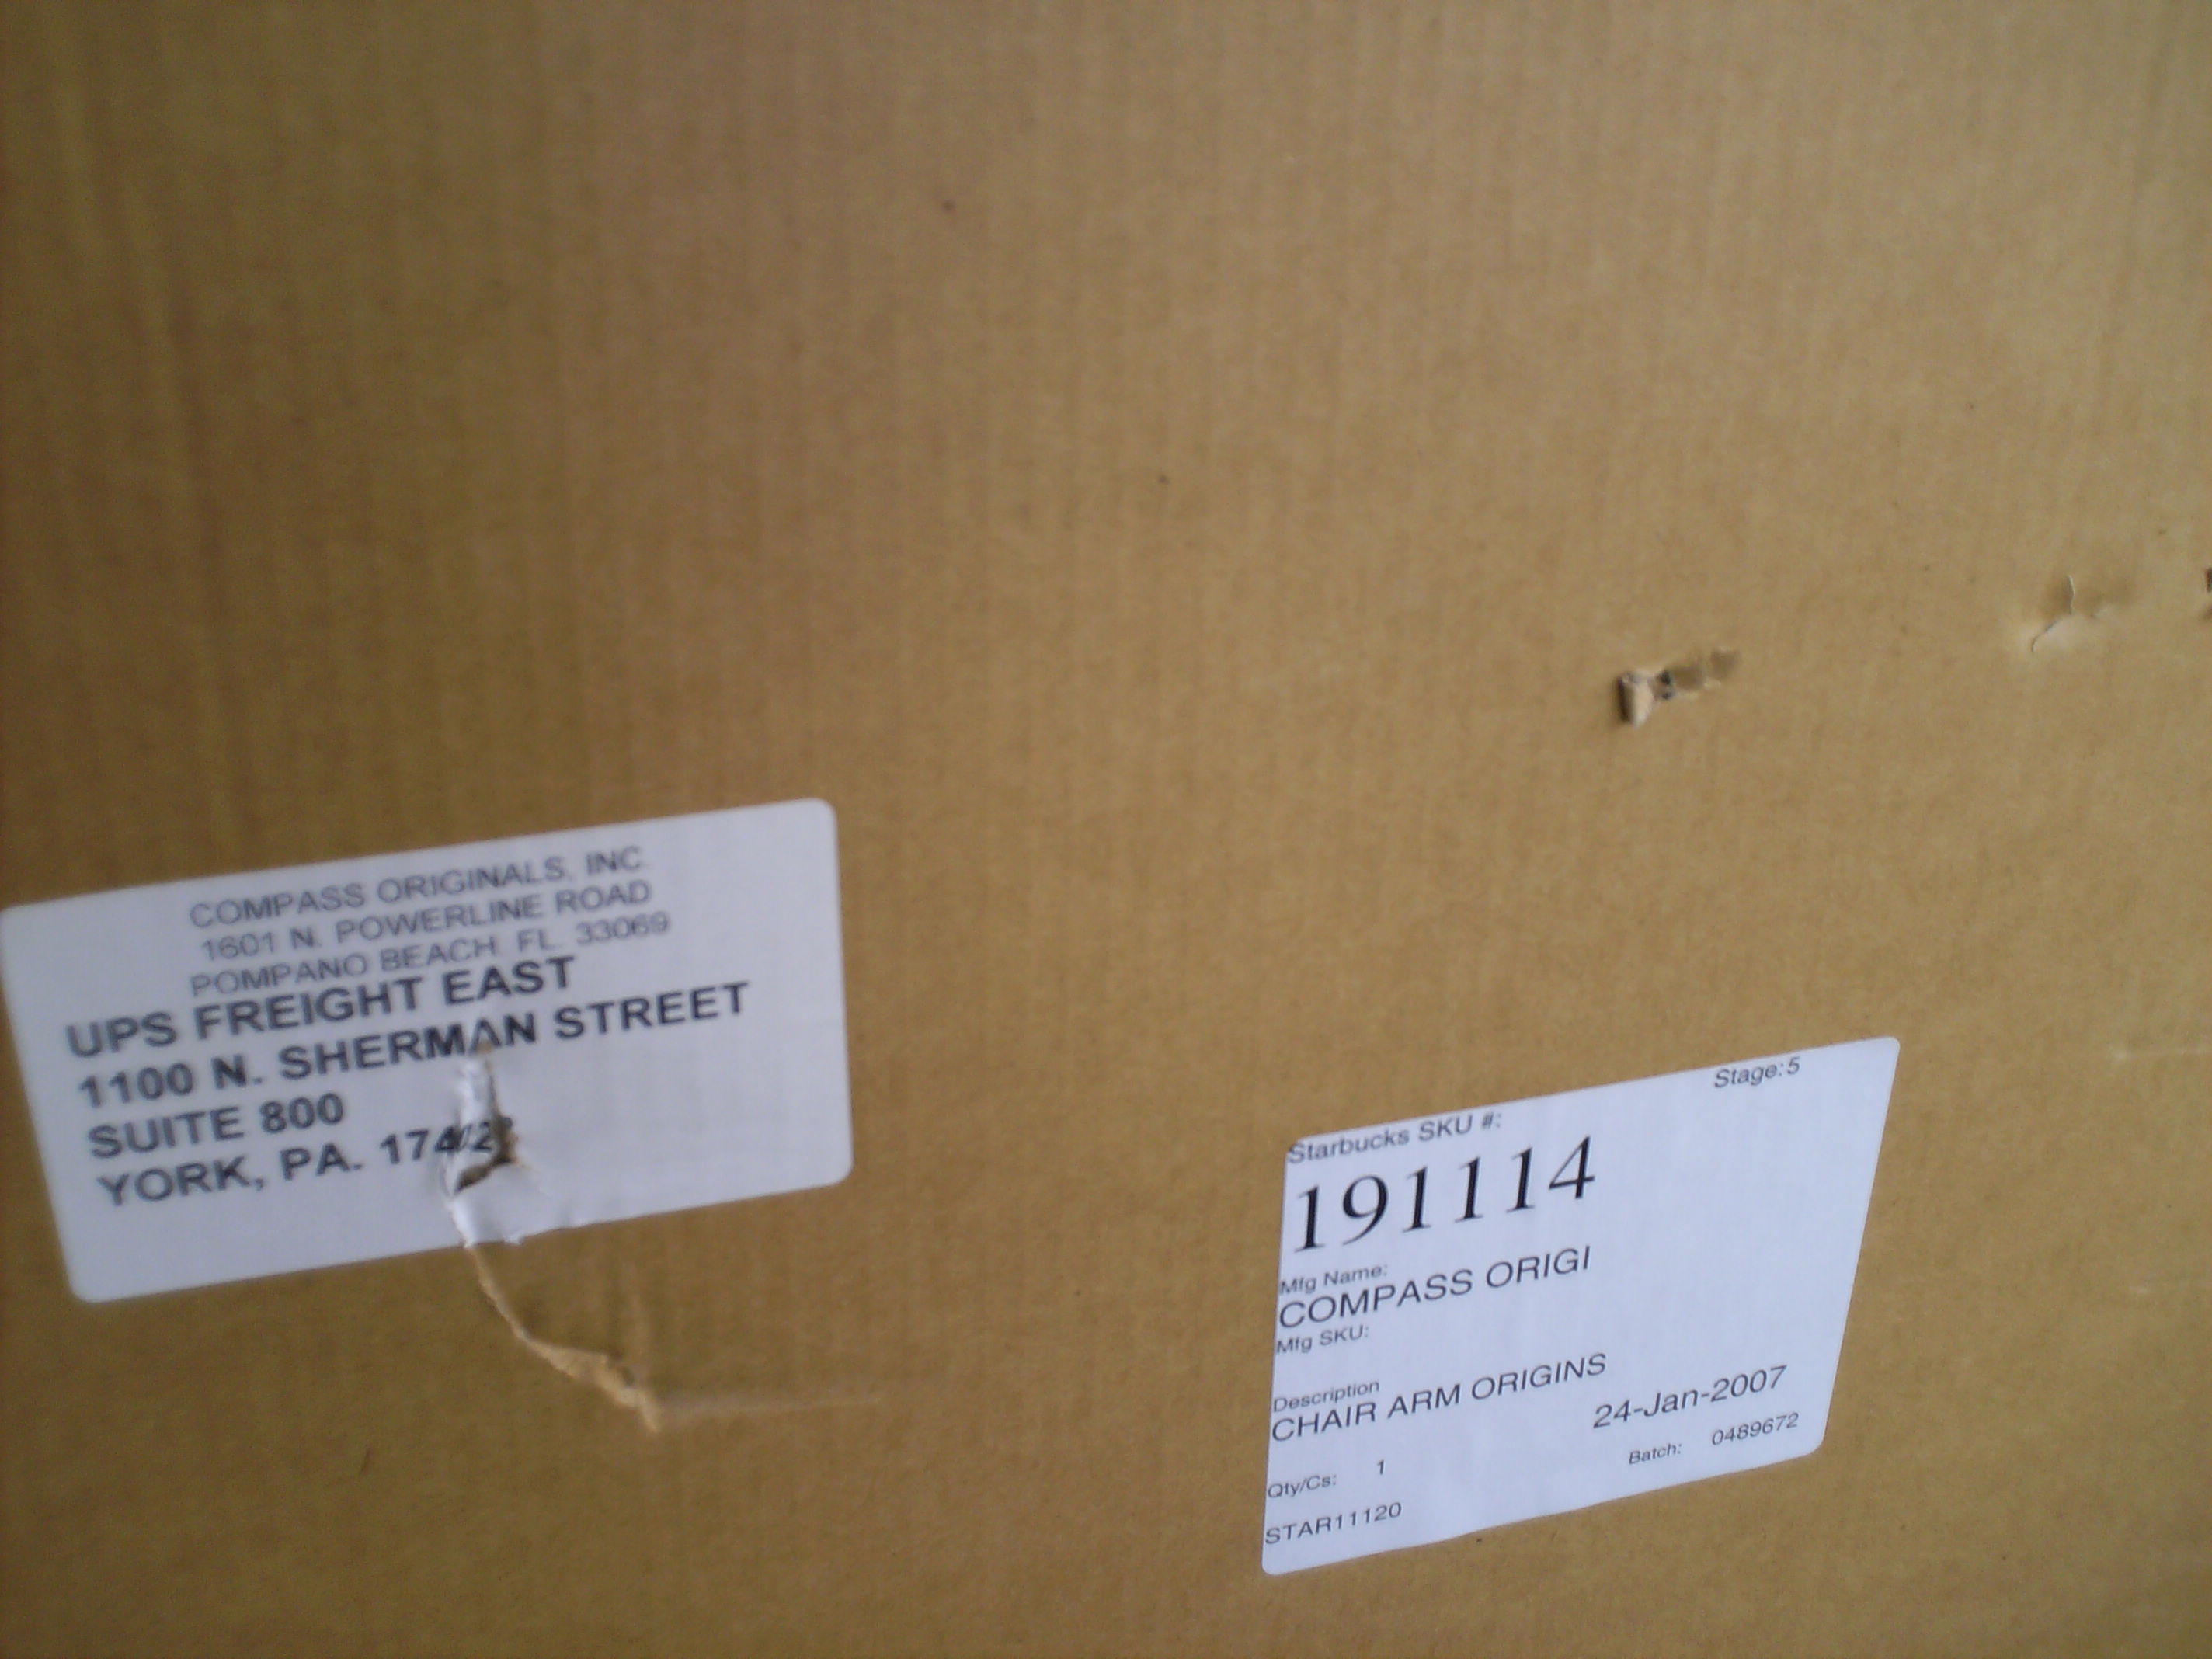 COMPASS ORIGINALS, INC.
1601 N. POWERLINE ROAD
POMPANO BEACH, FL 33069
UPS FREIGHT EAST
1100 N. SHERMAN STREET
SUITE 800
YORK, PA.
Stage: 5
Starbucks SKU #:
191114
Mfg Name:
COMPASS ORIGI
Mfg SKU:
Description
CHAIR ARM ORIGINS
24-Jan-2007
Qty/Cs: 1
Batch: 0489672
STAR11120